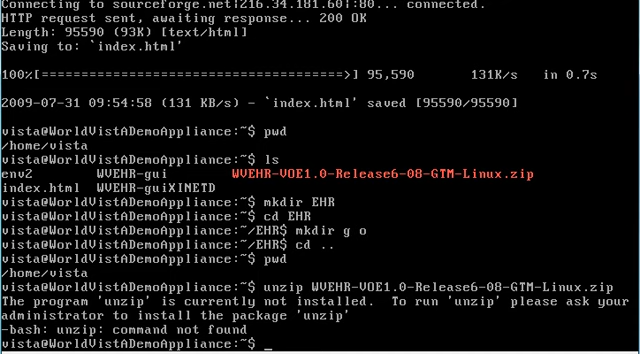 Connecting to sourceforge.net|216.34.181.60|:80... connected.
HTTP request sent, awaiting response... 200 OK
Length: 95590 (93K) [text/html]
Saving to: `index.html'
100%[======================================>] 95,590 131K/s in 0.7s
2009-07-31 09:54:58 (131 KB/s) - `index.html' saved [95590/95590]
vista@WorldVistADemoAppliance:~$ pwd
/home/vista
vista@WorldVistADemoAppliance:~$ ls
env2 WVEHR-gui WVEHR-VOE1.0-Release6-08-GTM-Linux.zip
index.html WVEHR-guiXINETD
vista@WorldVistADemoAppliance:~$ mkdir EHR
vista@WorldVistADemoAppliance:~$ cd EHR
vista@WorldVistADemoAppliance:~/EHR$ mkdir g o
vista@WorldVistADemoAppliance:~/EHR$ cd ..
vista@WorldVistADemoAppliance:~$ pwd
/home/vista
vista@WorldVistADemoAppliance:~$ unzip WVEHR-VOE1.0-Release6-08-GTM-Linux.zip
The program 'unzip' is currently not installed. To run 'unzip' please ask your
administrator to install the package 'unzip'
-bash: unzip: command not found
vista@WorldVistADemoAppliance:~$ _